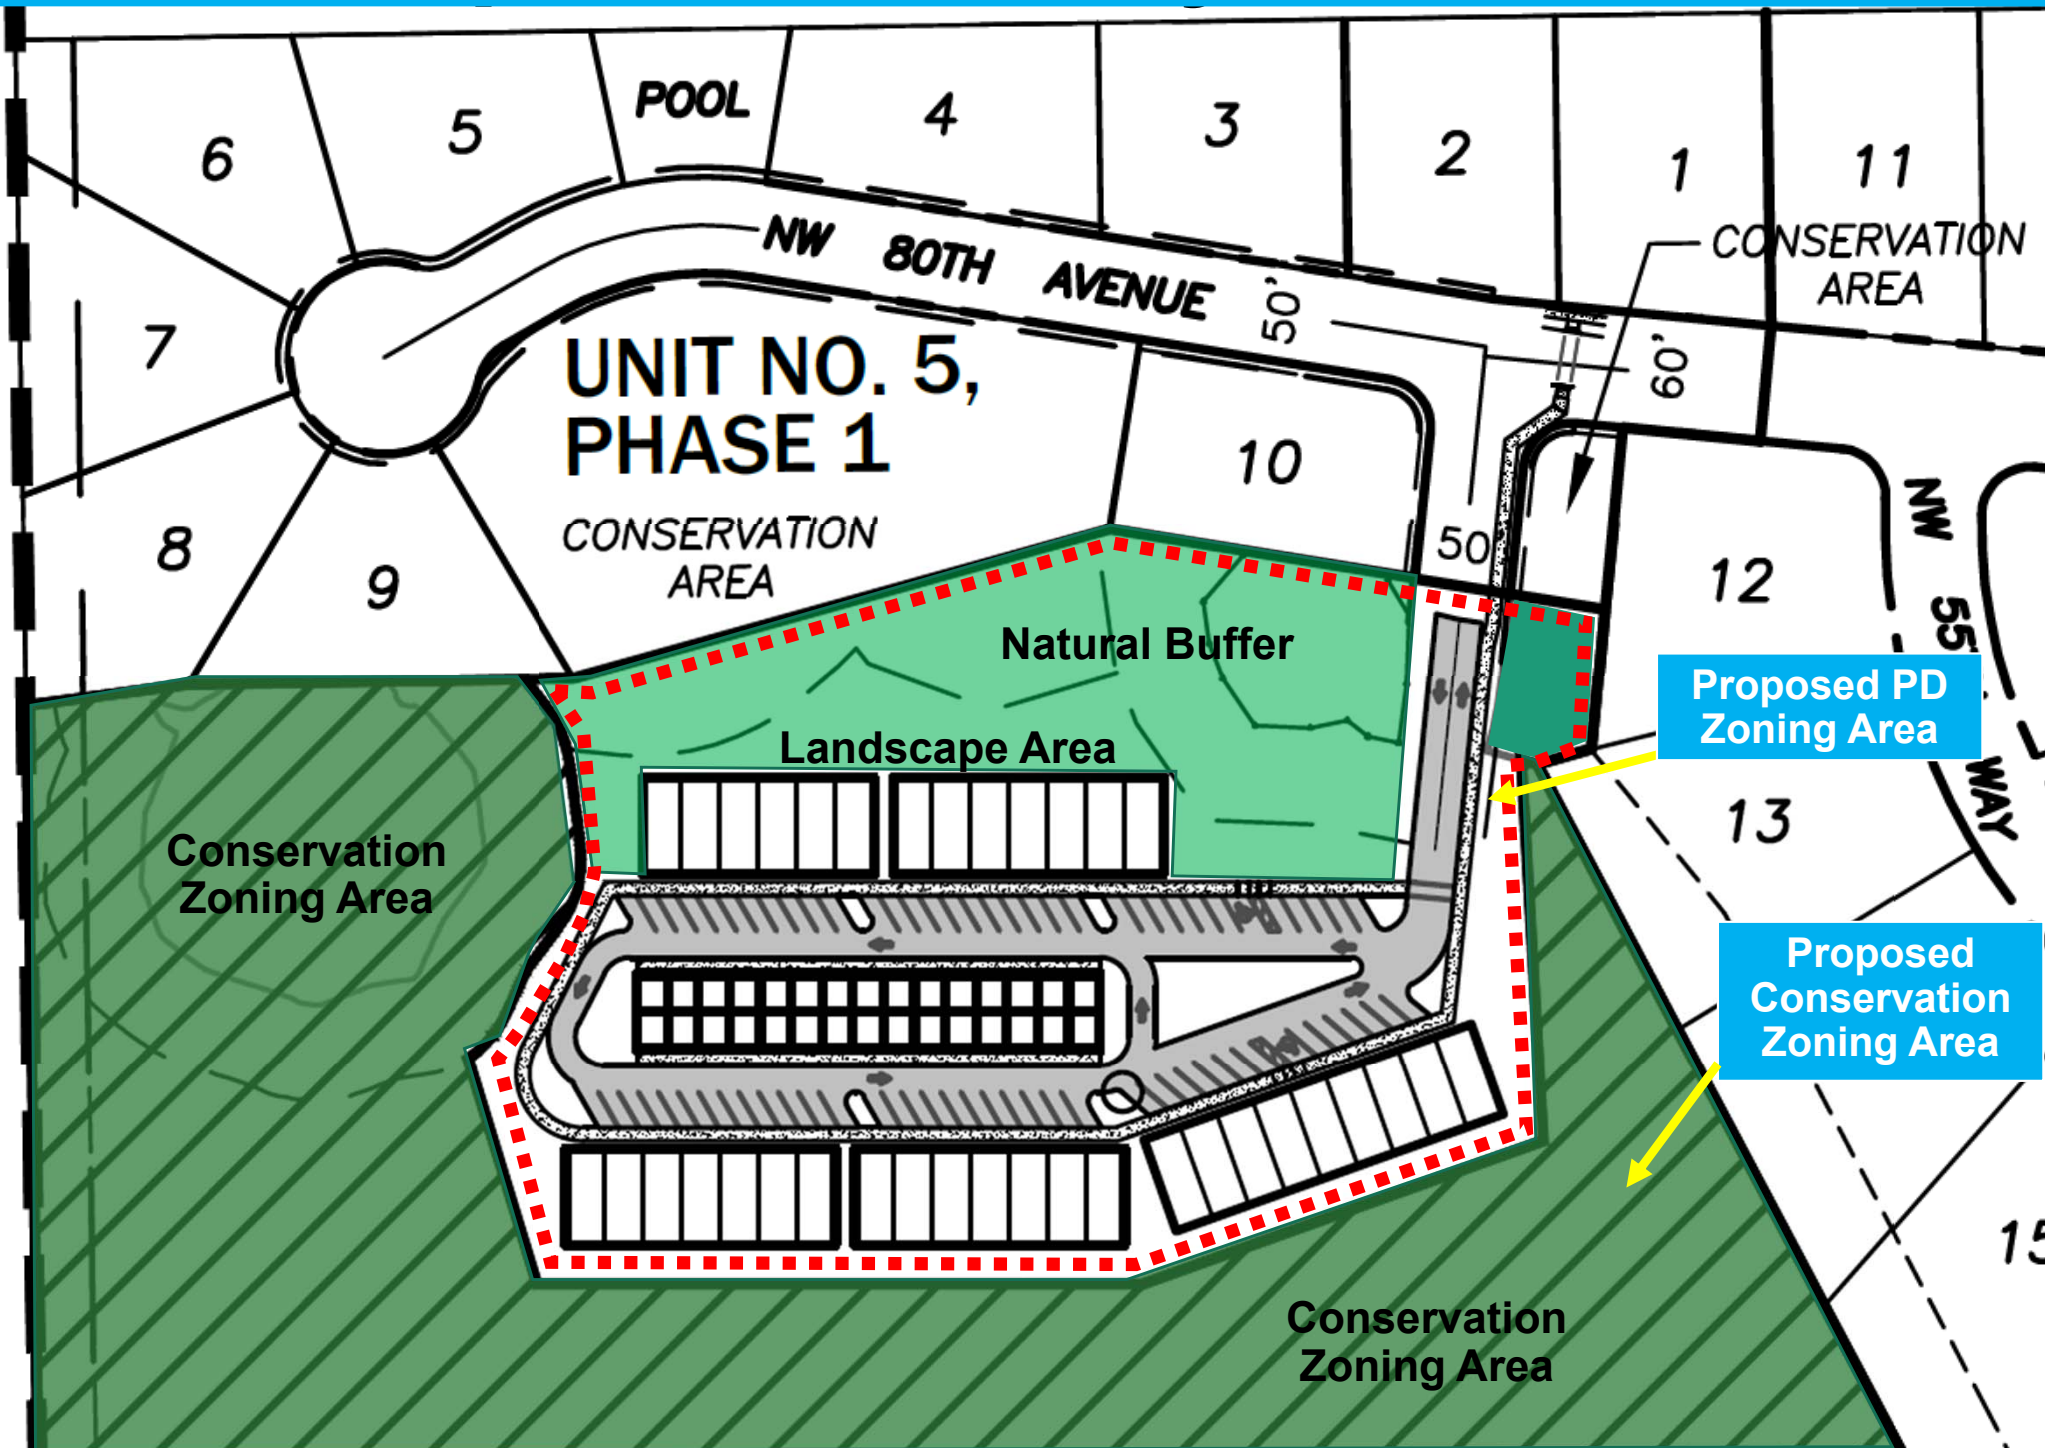 POOL
6
5
4
3
2
1
11
CONSERVATION
AREA
NW 80TH AVENUE
50'
60'
7
UNIT NO. 5,
PHASE 1
10
CONSERVATION
AREA
8
9
50
12
NW 55 WAY
Natural Buffer
Landscape Area
Proposed PD
Zoning Area
13
Conservation
Zoning Area
Proposed
Conservation
Zoning Area
15
Conservation
Zoning Area